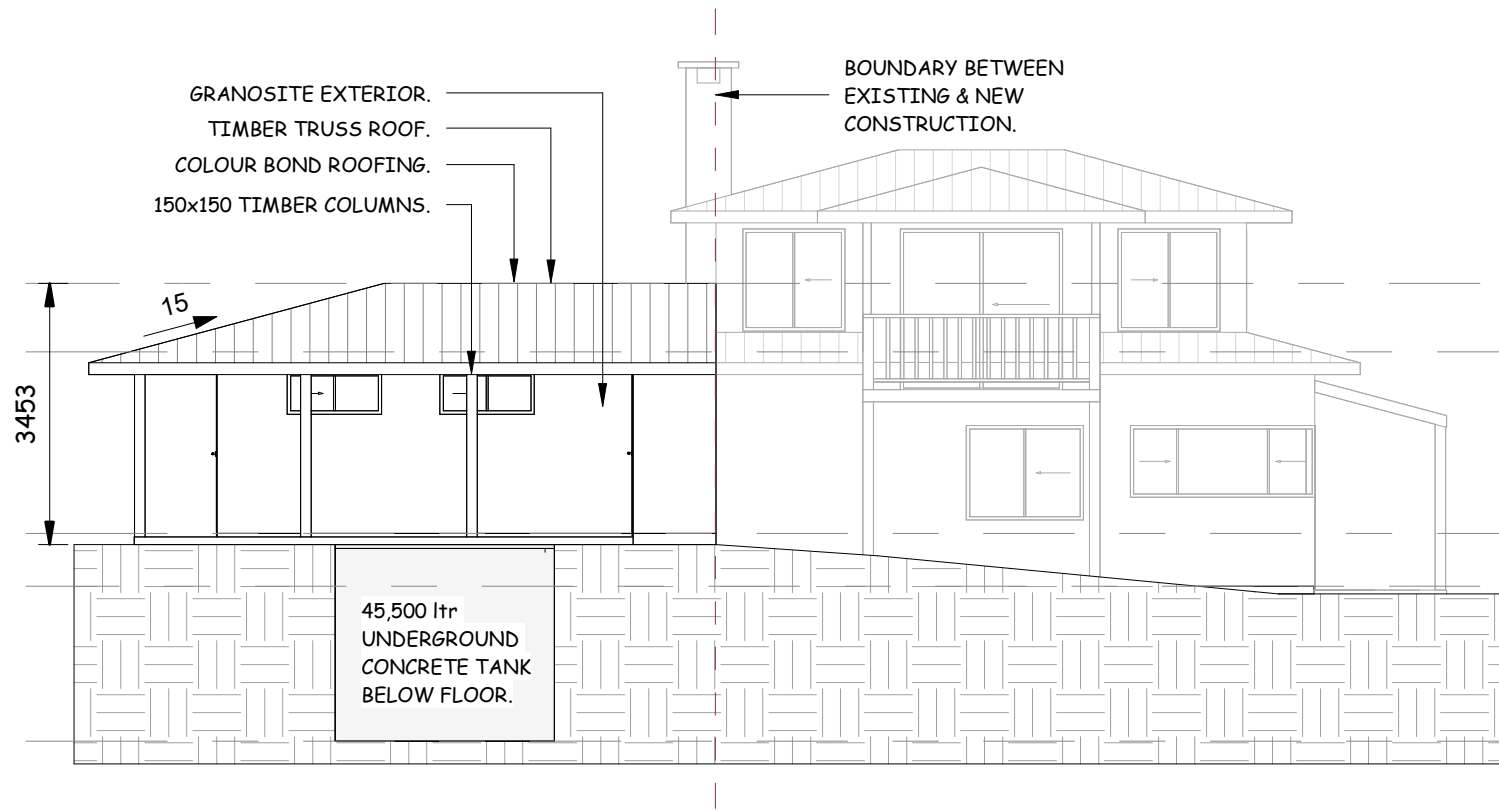 GRANOSITE EXTERIOR.
TIMBER TRUSS ROOF.
COLOUR BOND ROOFING.
150x150 TIMBER COLUMNS.
BOUNDARY BETWEEN
EXISTING & NEW
CONSTRUCTION.
15
3453
45,500 ltr
UNDERGROUND
CONCRETE TANK
BELOW FLOOR.